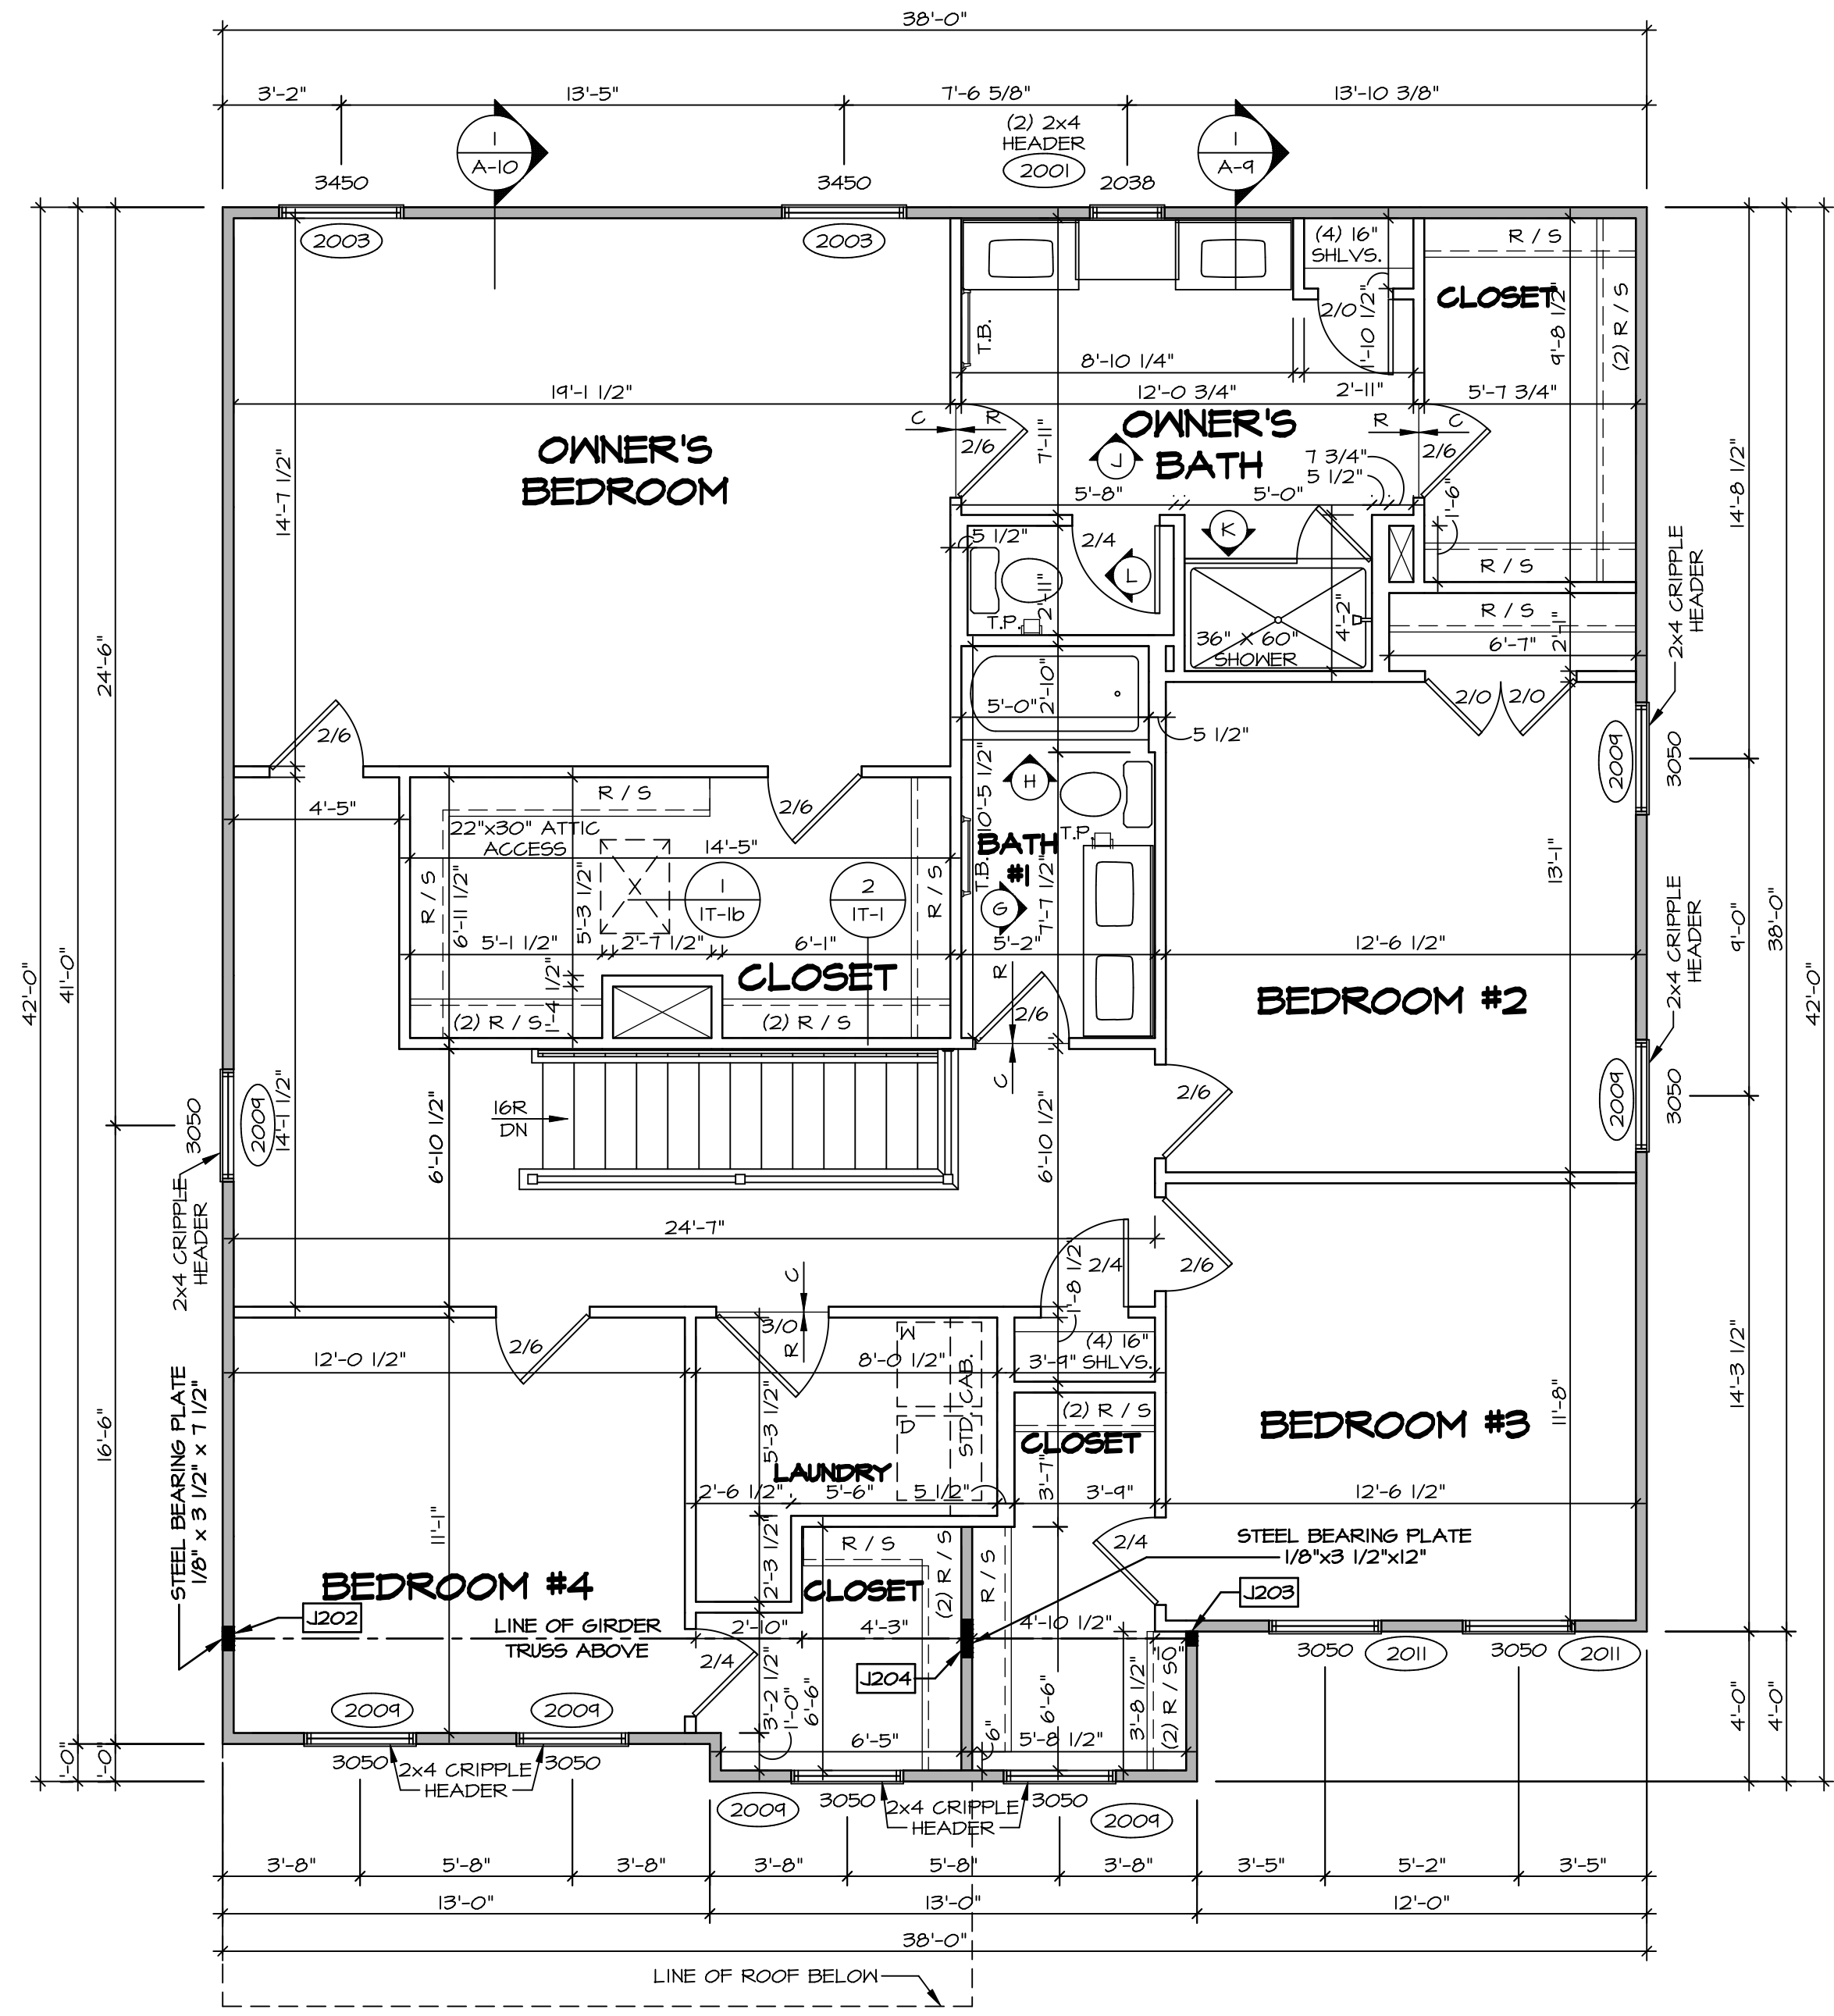 38'-0"
3'-2"
13'-5"
7'-6 5/8"
13'-10 3/8"
(2) 2x4
HEADER
2001
1
A-10
1
A-9
3450
3450
2038
2003
2003
(4) 16"
SHLVS.
R / S
CLOSET
2/0
1'-10 1/2"
9'-8 1/2"
(2) R / S
T.B.
8'-10 1/4"
19'-1 1/2"
12'-0 3/4"
2'-11"
5'-7 3/4"
C
R
2/6
OWNER'S
BEDROOM
OWNER'S
BATH
J
7'-11"
R
C
2/6
7 3/4"
5 1/2"
14'-7 1/2"
5'-8"
5'-0"
1'-6"
14'-8 1/2"
5 1/2"
2/4
K
L
2'-11"
T.P.
36" X 60"
SHOWER
4'-2"
R / S
R / S
6'-7"
2'-1"
2x4 CRIPPLE
HEADER
24'-6"
2'-10"
5'-0"
5 1/2"
2/0
2/0
2009
3050
2/6
4'-5"
R / S
2/6
22"x30" ATTIC
ACCESS
14'-5"
10'-5 1/2"
H
BATH
#1
T.P.
T.B.
G
7'-7 1/2"
13'-1"
R / S
6'-11 1/2"
5'-3 1/2"
X
1
1T-1b
2
1T-1
R / S
5'-1 1/2"
2'-7 1/2"
6'-1"
5'-2"
12'-6 1/2"
CLOSET
1'-4 1/2"
(2) R / S
(2) R / S
R
2/6
C
BEDROOM #2
2x4 CRIPPLE
HEADER
9'-0"
38'-0"
42'-0"
42'-0"
41'-0"
3050
2009
14'-1 1/2"
6'-10 1/2"
16R
DN
6'-10 1/2"
2/6
2009
3050
2x4 CRIPPLE
HEADER
24'-7"
C
3/0
R
2/4
1'-8 1/2"
2/6
2/6
12'-0 1/2"
W
8'-0 1/2"
(4) 16"
3'-9" SHLVS.
STEEL BEARING PLATE
1/8" x 3 1/2" x 7 1/2"
16'-6"
5'-3 1/2"
D
STD. CAB.
(2) R / S
CLOSET
BEDROOM #3
11'-8"
14'-3 1/2"
LAUNDRY
2'-6 1/2"
5'-6"
5 1/2"
3'-7"
3'-9"
12'-6 1/2"
11'-1"
2'-3 1/2"
R / S
(2) R / S
R / S
2/4
STEEL BEARING PLATE
1/8"x3 1/2"x12"
BEDROOM #4
CLOSET
J203
J202
LINE OF GIRDER
TRUSS ABOVE
2'-10"
4'-3"
4'-10 1/2"
10"
2/4
J204
3'-2 1/2"
1'-0"
6'-6"
6'-6"
3'-8 1/2"
(2) R / S
3050
2011
3050
2011
2009
2009
6'-5"
6"
5'-8 1/2"
4'-0"
4'-0"
1'-0"
1'-0"
3050
2x4 CRIPPLE
HEADER
3050
2009
3050
2x4 CRIPPLE
HEADER
3050
2009
3'-8"
5'-8"
3'-8"
3'-8"
5'-8"
3'-8"
3'-5"
5'-2"
3'-5"
13'-0"
13'-0"
12'-0"
38'-0"
LINE OF ROOF BELOW